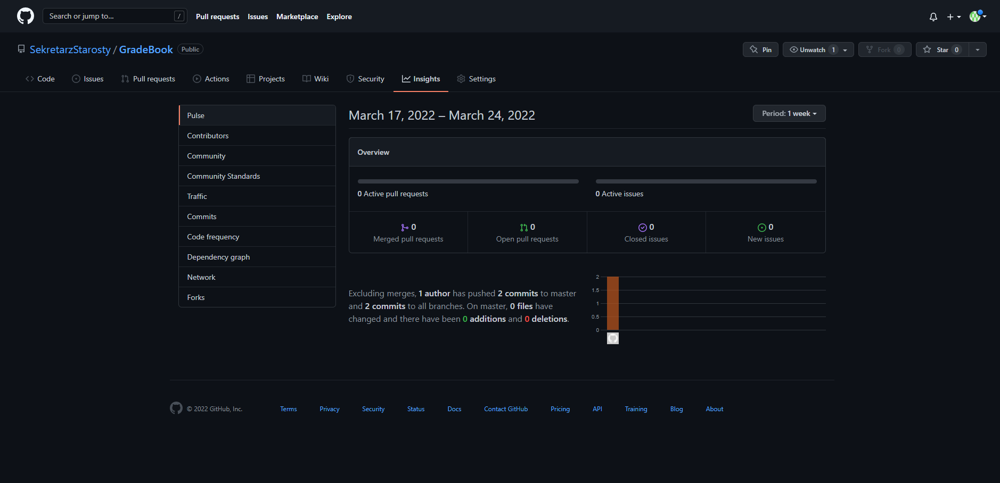 Search or jump to... /
Pull requests Issues Marketplace Explore
SekretarzStarosty / GradeBook Public
Pin Unwatch 1 Fork 0 Star 0
Code Issues Pull requests Actions Projects Wiki Security Insights Settings
Pulse
Contributors
Community
Community Standards
Traffic
Commits
Code frequency
Dependency graph
Network
Forks
March 17, 2022 – March 24, 2022
Period: 1 week
Overview
0 Active pull requests
0 Active issues
0
Merged pull requests
0
Open pull requests
0
Closed issues
0
New issues
Excluding merges, 1 author has pushed 2 commits to master
and 2 commits to all branches. On master, 0 files have
changed and there have been 0 additions and 0 deletions.
2
1.5
1
0.5
0
© 2022 GitHub, Inc. Terms Privacy Security Status Docs Contact GitHub Pricing API Training Blog About